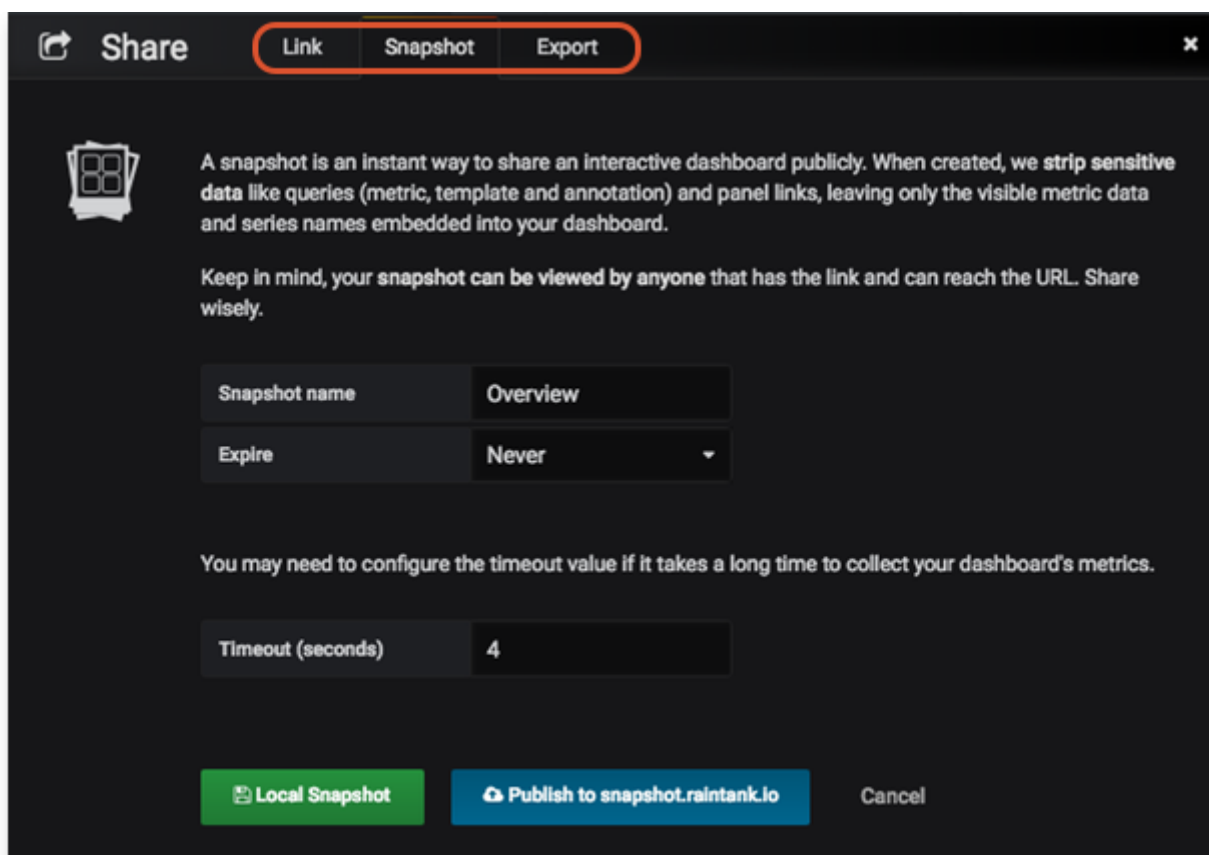 Share Link Snapshot Export
A snapshot is an instant way to share an interactive dashboard publicly. When created, we strip sensitive
data like queries (metric, template and annotation) and panel links, leaving only the visible metric data
and series names embedded into your dashboard.
Keep in mind, your snapshot can be viewed by anyone that has the link and can reach the URL. Share
wisely.
Snapshot name Overview
Expire Never
You may need to configure the timeout value if it takes a long time to collect your dashboard's metrics.
Timeout (seconds) 4
Local Snapshot Publish to snapshot.raintank.io Cancel